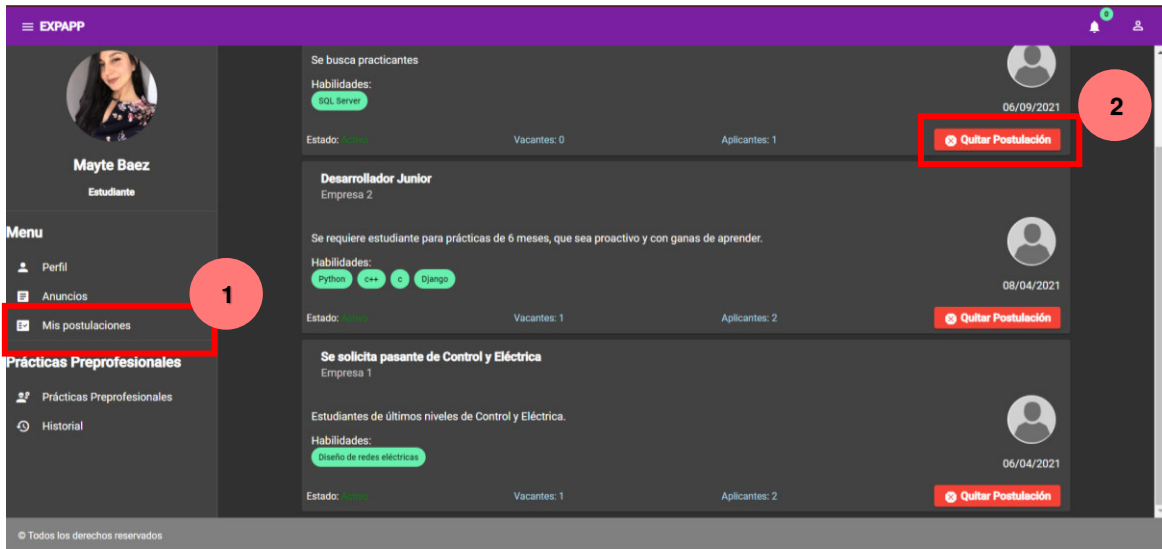 EXPAPP
0
Mayte Baez
Estudiante
Menu
Perfil
Anuncios
Mis postulaciones
1
Prácticas Preprofesionales
Prácticas Preprofesionales
Historial
Se busca practicantes
Habilidades:
SQL Server
06/09/2021
2
Estado: Activo Vacantes: 0 Aplicantes: 1 Quitar Postulación
Desarrollador Junior
Empresa 2
Se requiere estudiante para prácticas de 6 meses, que sea proactivo y con ganas de aprender.
Habilidades:
Python c++ c Django
08/04/2021
Estado: Activo Vacantes: 1 Aplicantes: 2 Quitar Postulación
Se solicita pasante de Control y Eléctrica
Empresa 1
Estudiantes de últimos niveles de Control y Eléctrica.
Habilidades:
Diseño de redes eléctricas
06/04/2021
Estado: Activo Vacantes: 1 Aplicantes: 2 Quitar Postulación
© Todos los derechos reservados